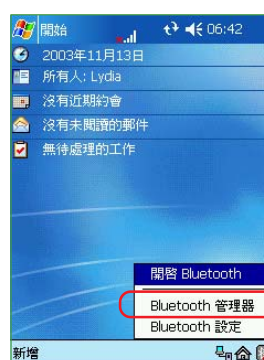 開始 06:42
2003年11月13日
所有人: Lydia
沒有近期約會
沒有未閱讀的郵件
無待處理的工作
開啓 Bluetooth
Bluetooth 管理器
Bluetooth 設定
新增